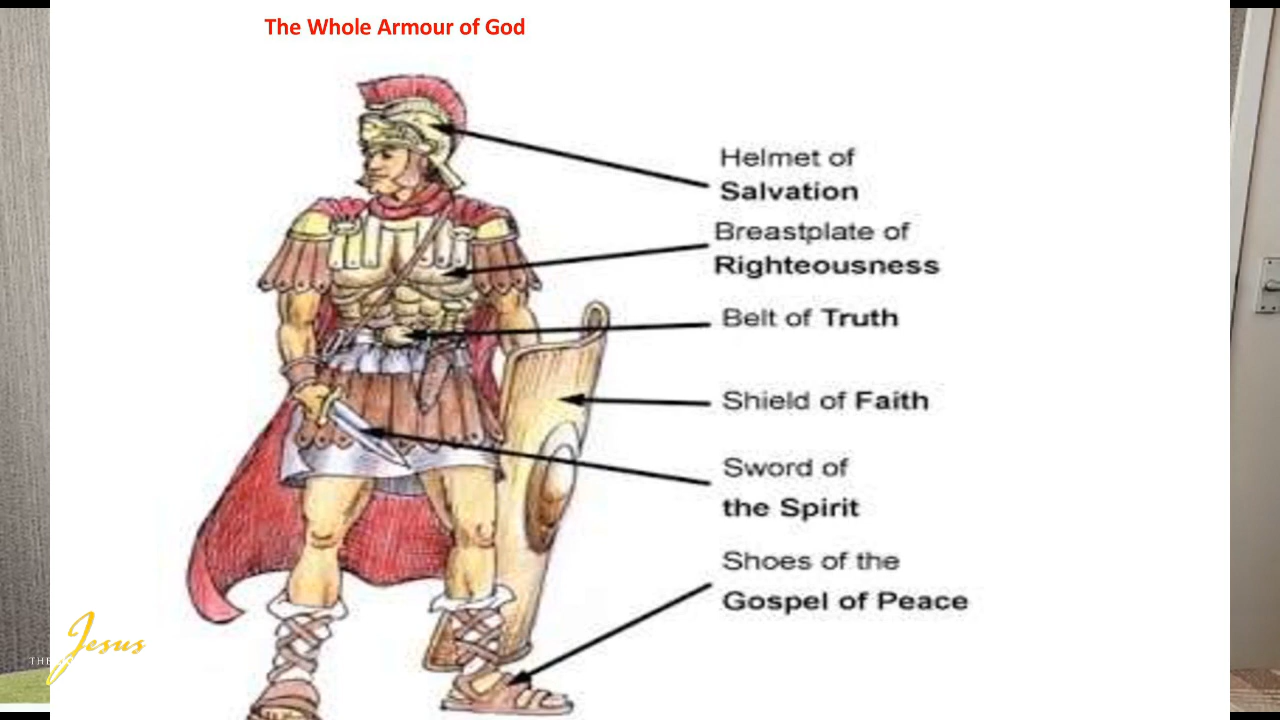 The Whole Armour of God
Helmet of
Salvation
Breastplate of
Righteousness
Belt of Truth
Shield of Faith
Sword of
the Spirit
Shoes of the
Gospel of Peace
Jesus
THE